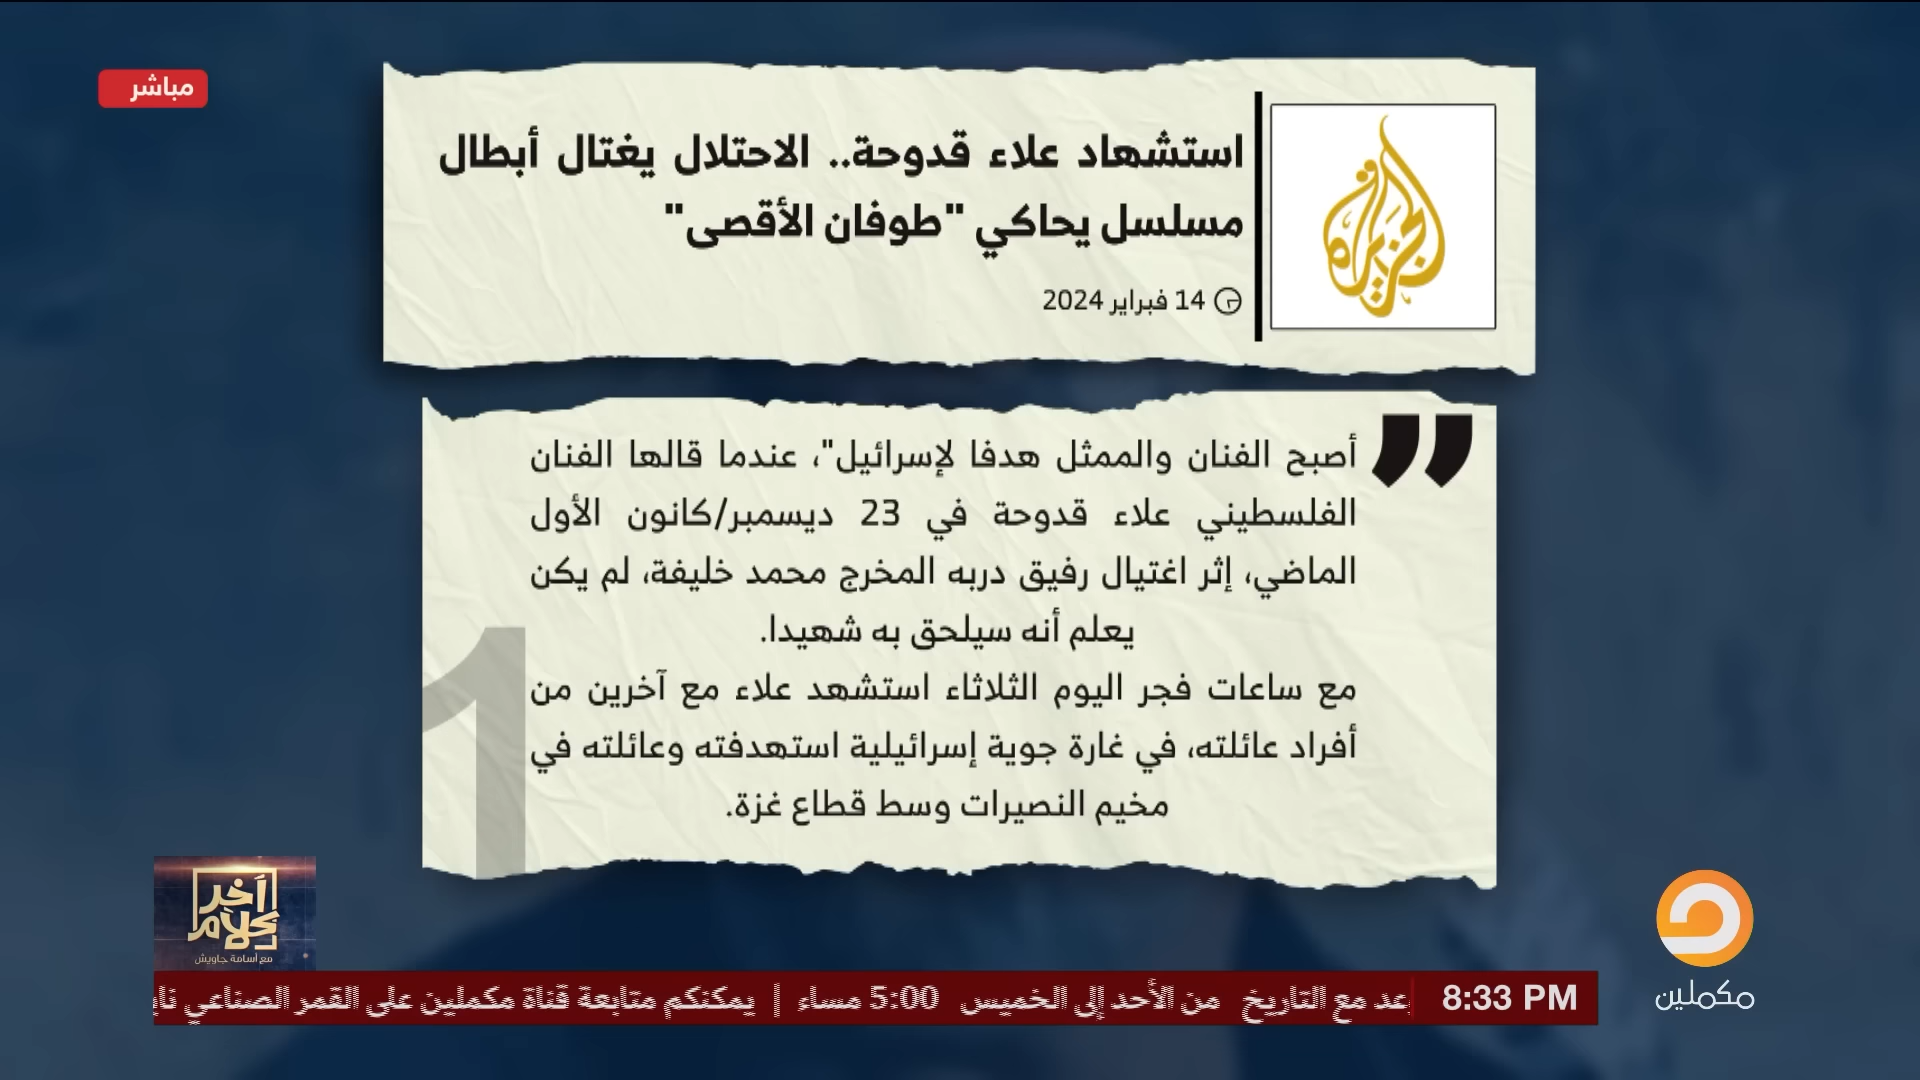 مباشر
استشهاد علاء قدوحة.. الاحتلال يغتال أبطال
مسلسل يحاكي "طوفان الأقصى"
14 فبراير 2024
الجزيرة
أصبح الفنان والممثل هدفا لإسرائيل"، عندما قالها الفنان
الفلسطيني علاء قدوحة في 23 ديسمبر/كانون الأول
الماضي، إثر اغتيال رفيق دربه المخرج محمد خليفة، لم يكن
يعلم أنه سيلحق به شهيدا.
مع ساعات فجر اليوم الثلاثاء استشهد علاء مع آخرين من
أفراد عائلته، في غارة جوية إسرائيلية استهدفته وعائلته في
مخيم النصيرات وسط قطاع غزة.
1
آخر
كلام
مع أسامة جاويش
8:33 PM
مع التاريخ من الأحد إلى الخميس 5:00 مساء | يمكنكم متابعة قناة مكملين على القمر الصناعي
مكملين